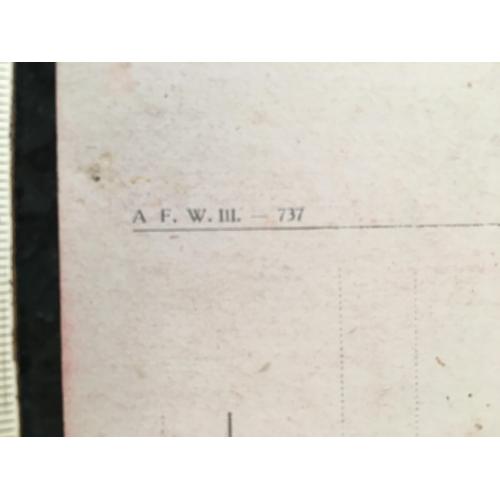 A F. W. III. — 737